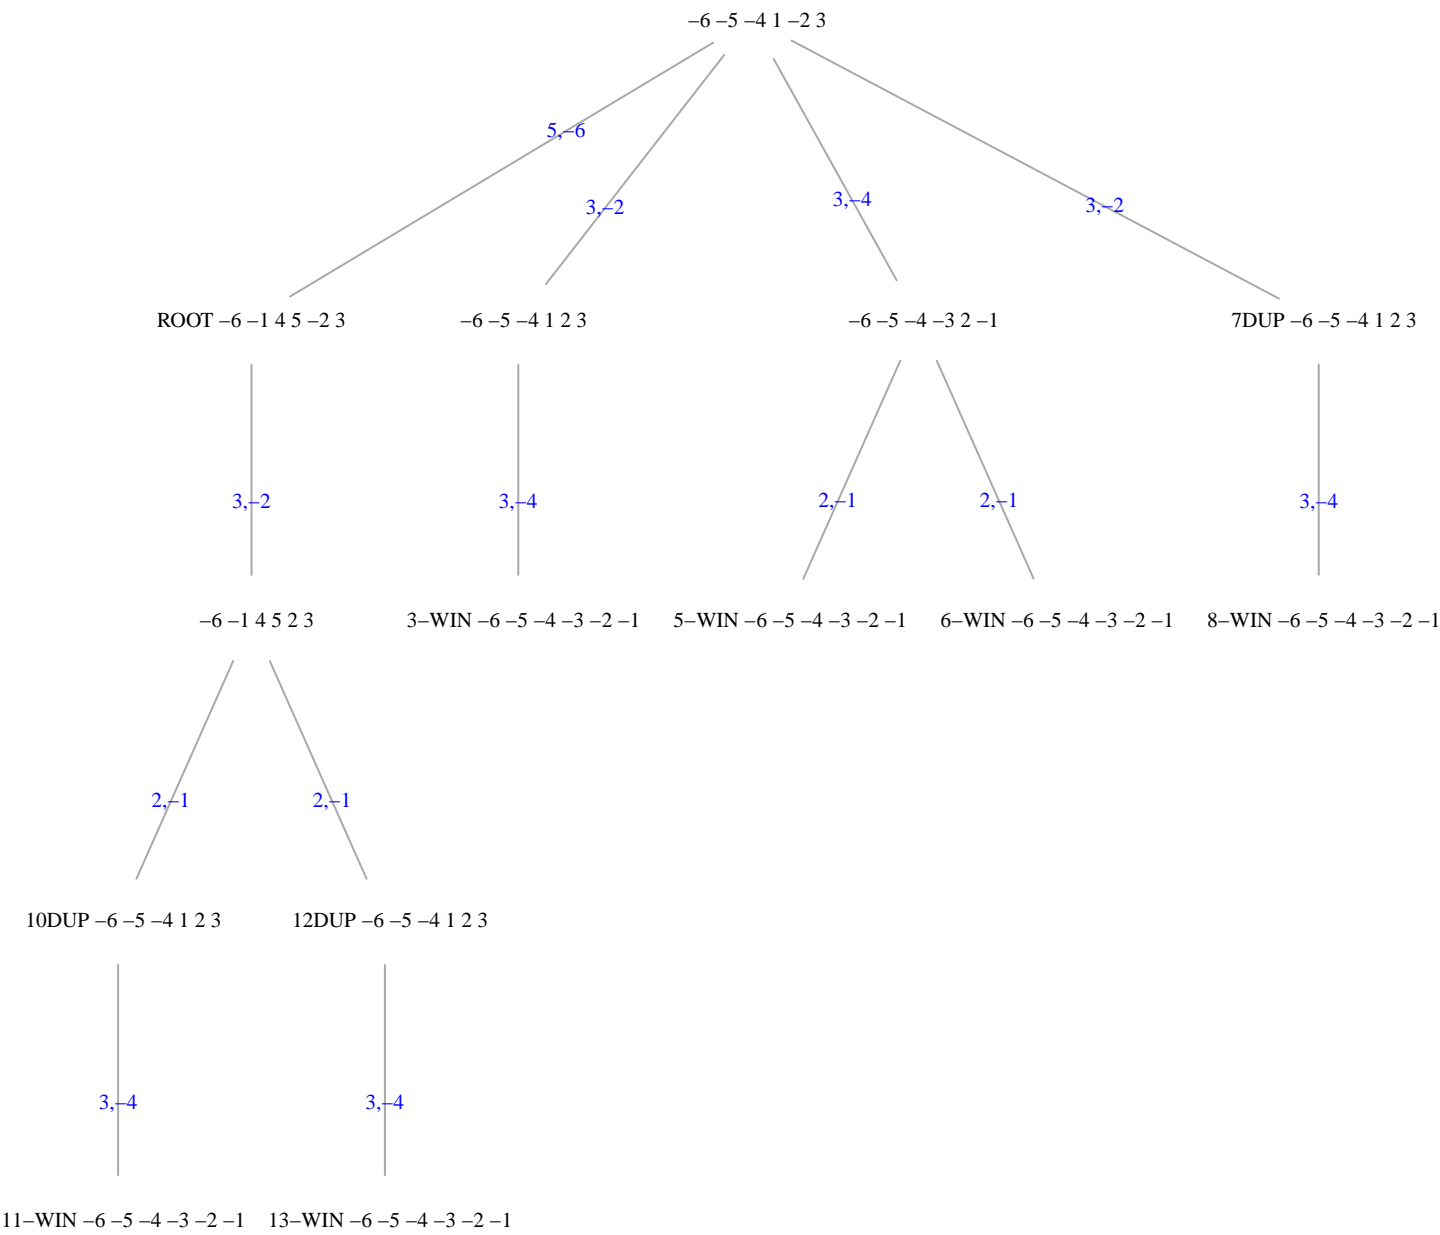 −6 −5 −4 1 −2 3
5,−6
3,−2
3,−4
3,−2
ROOT −6 −1 4 5 −2 3
−6 −5 −4 1 2 3
−6 −5 −4 −3 2 −1
7DUP −6 −5 −4 1 2 3
3,−2
3,−4
2,−1
2,−1
3,−4
−6 −1 4 5 2 3
3−WIN −6 −5 −4 −3 −2 −1
5−WIN −6 −5 −4 −3 −2 −1
6−WIN −6 −5 −4 −3 −2 −1
8−WIN −6 −5 −4 −3 −2 −1
2,−1
2,−1
10DUP −6 −5 −4 1 2 3
12DUP −6 −5 −4 1 2 3
3,−4
3,−4
11−WIN −6 −5 −4 −3 −2 −1
13−WIN −6 −5 −4 −3 −2 −1